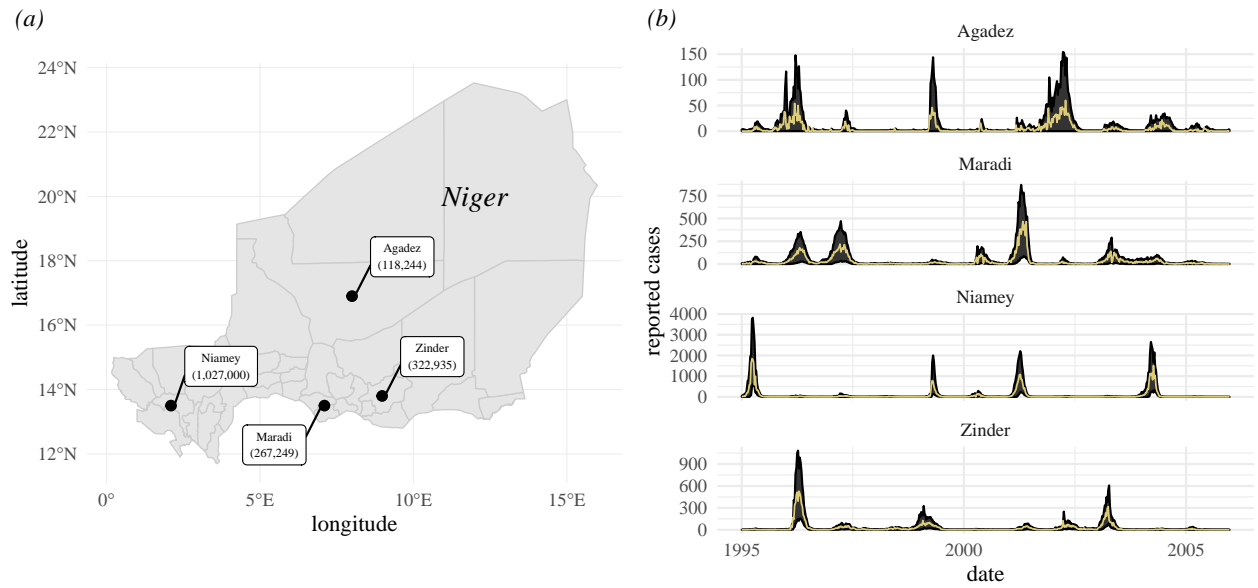 (a)
24°N
22°N
20°N
18°N
16°N
14°N
12°N
latitude
0°
5°E
10°E
15°E
longitude
Niger
Agadez
(118,244)
Zinder
(322,935)
Niamey
(1,027,000)
Maradi
(267,249)
(b)
reported cases
Agadez
150
100
50
0
Maradi
750
500
250
0
Niamey
4000
3000
2000
1000
0
Zinder
900
600
300
0
1995
2000
2005
date